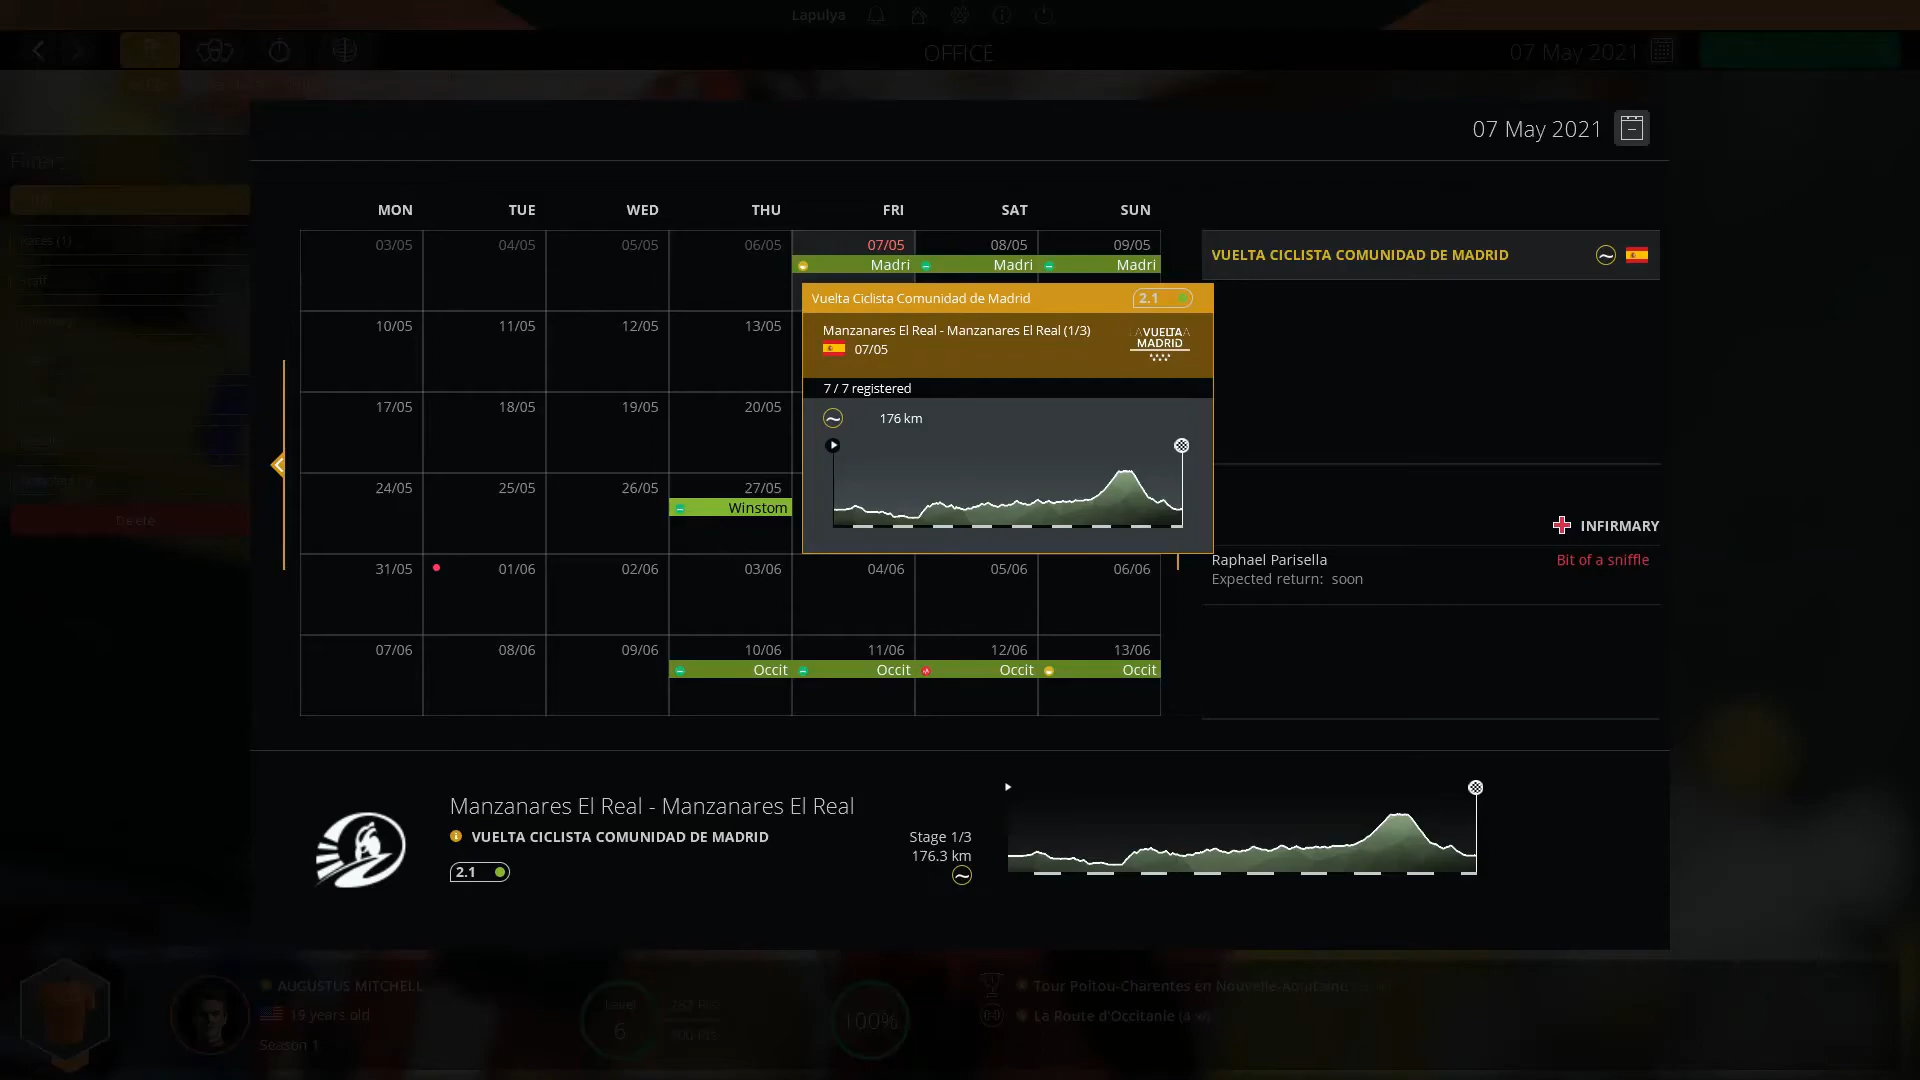 Lapulya
OFFICE
07 May 2021
07 May 2021
MON TUE WED THU FRI SAT SUN
03/05 04/05 05/05 06/05 07/05 08/05 09/05
Madri Madri Madri
10/05 11/05 12/05 13/05
17/05 18/05 19/05 20/05
24/05 25/05 26/05 27/05
Winstom
31/05 01/06 02/06 03/06 04/06 05/06 06/06
07/06 08/06 09/06 10/06 11/06 12/06 13/06
Occit Occit Occit Occit
Vuelta Ciclista Comunidad de Madrid 2.1
Manzanares El Real - Manzanares El Real (1/3)
07/05
LAVUELTA
MADRID
7 / 7 registered
176 km
VUELTA CICLISTA COMUNIDAD DE MADRID
INFIRMARY
Raphael Parisella Bit of a sniffle
Expected return: soon
Manzanares El Real - Manzanares El Real
VUELTA CICLISTA COMUNIDAD DE MADRID
2.1
Stage 1/3
176.3 km
Delete
AUGUSTUS MITCHELL
19 years old
Season 1
Level
6
100%
Tour Poitou-Charentes en Nouvelle-Aquitaine
La Route d'Occitanie